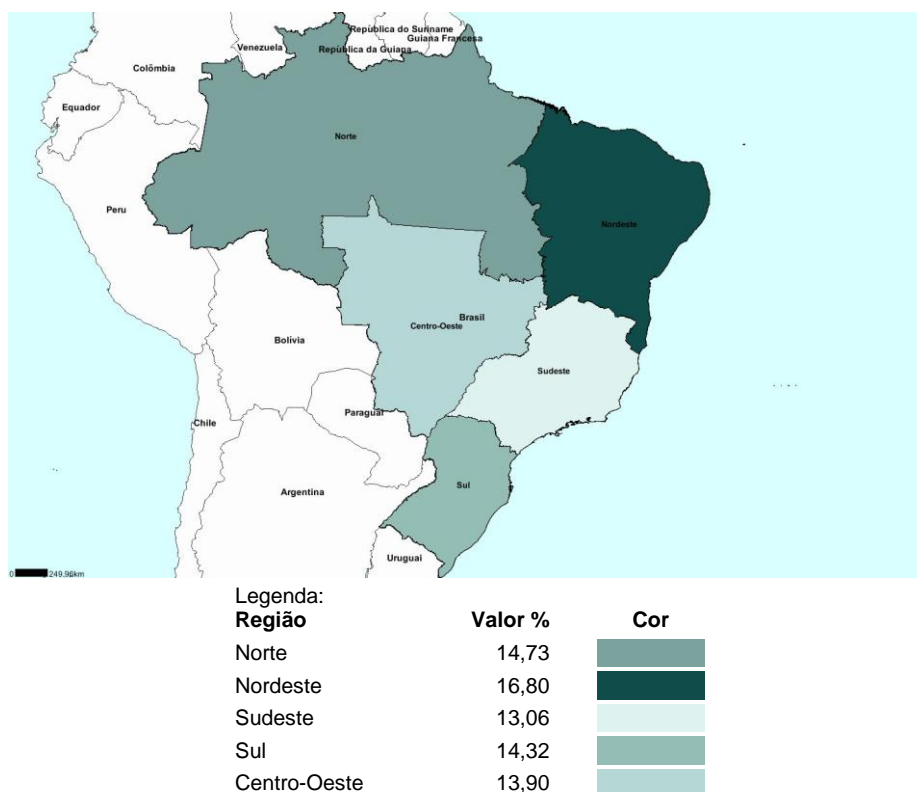 República do Suriname
Guiana Francesa
Venezuela
República da Guiana
Colômbia
Equador
Norte
Peru
Nordeste
Brasil
Centro-Oeste
Bolívia
Sudeste
Paraguai
Chile
Sul
Argentina
Uruguai
0 249.96km
Legenda:
Região Valor % Cor
Norte 14,73
Nordeste 16,80
Sudeste 13,06
Sul 14,32
Centro-Oeste 13,90